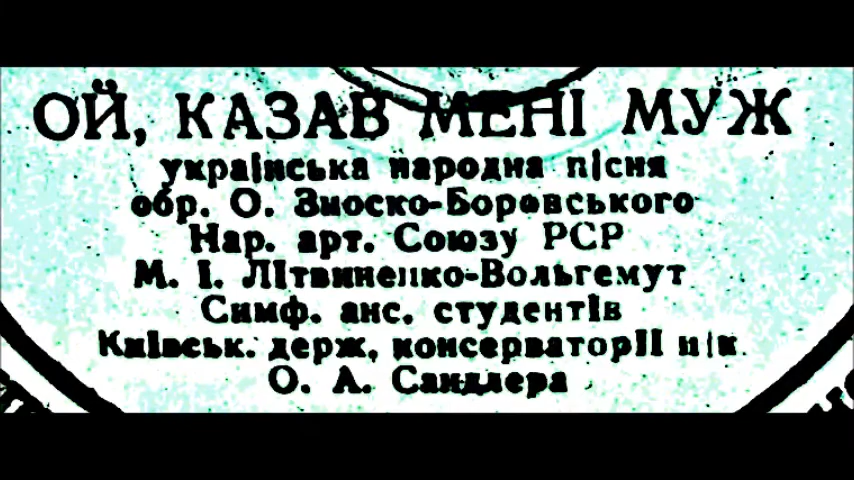 ОЙ, КАЗАВ МЕНІ МУЖ
українська народна пісня
обр. О. Зноско-Боровського
Нар. арт. Союзу РСР
М. І. Літвиненко-Вольгемут
Симф. анс. студентів
Київськ. держ. консерваторії п/к
О. А. Сандлера